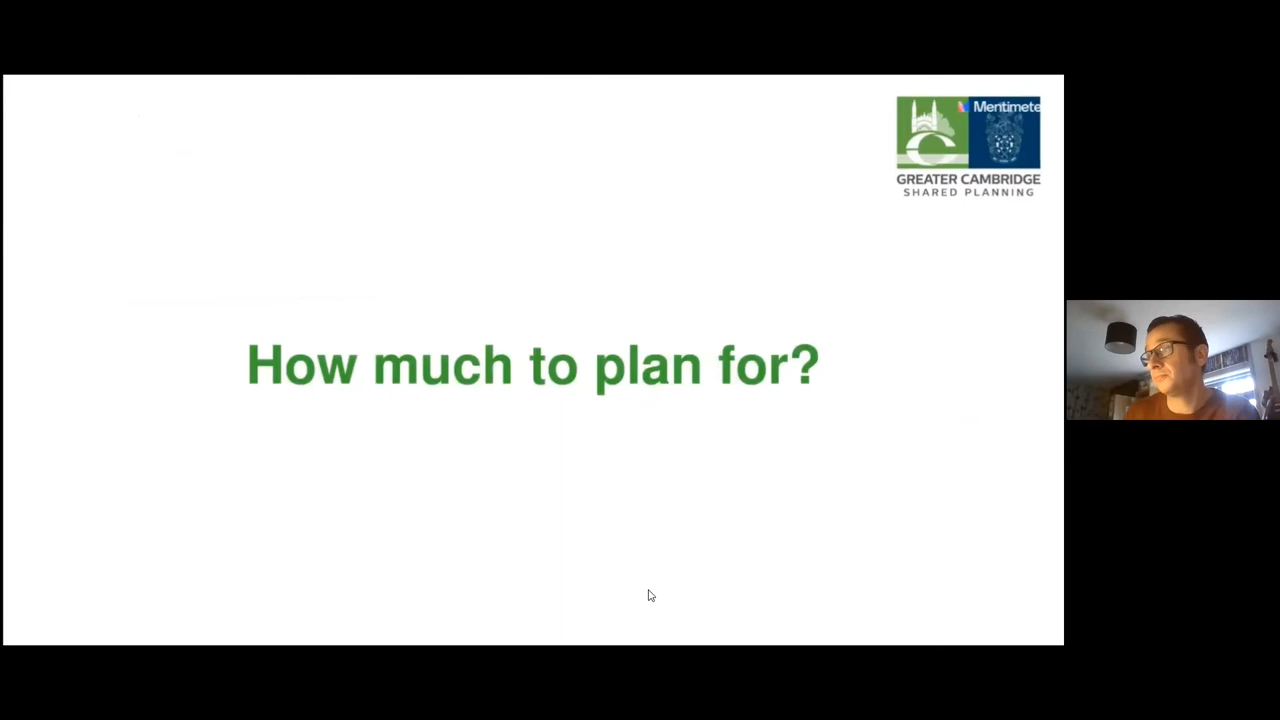 Mentimete
GREATER CAMBRIDGE
SHARED PLANNING
How much to plan for?